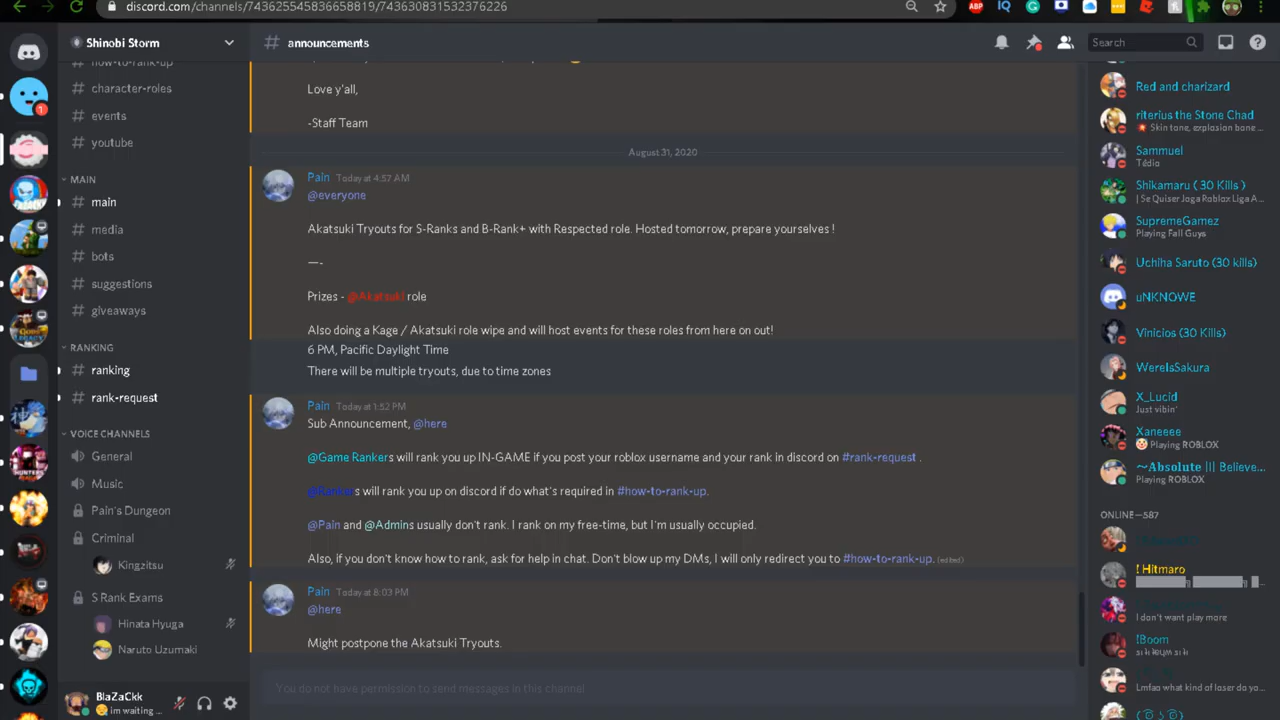 discord.com/channels/743625545836658819/743630831532376226
ABP
Shinobi Storm
# announcements
Search
how-to-rank-up
# character-roles
# events
# youtube
MAIN
# main
# media
# bots
# suggestions
# giveaways
RANKING
# ranking
# rank-request
VOICE CHANNELS
General
Music
Pain's Dungeon
Criminal
Kingzitsu
S Rank Exams
Hinata Hyuga
Naruto Uzumaki
BlaZaCkk
im waiting ...
1
Love y'all,
-Staff Team
August 31, 2020
Pain Today at 4:57 AM
@everyone
Akatsuki Tryouts for S-Ranks and B-Rank+ with Respected role. Hosted tomorrow, prepare yourselves !
—-
Prizes - @Akatsuki role
Also doing a Kage / Akatsuki role wipe and will host events for these roles from here on out!
6 PM, Pacific Daylight Time
There will be multiple tryouts, due to time zones
Pain Today at 1:52 PM
Sub Announcement, @here
@Game Rankers will rank you up IN-GAME if you post your roblox username and your rank in discord on #rank-request .
@Rankers will rank you up on discord if do what's required in #how-to-rank-up.
@Pain and @Admins usually don't rank. I rank on my free-time, but I'm usually occupied.
Also, if you don't know how to rank, ask for help in chat. Don't blow up my DMs, I will only redirect you to #how-to-rank-up. (edited)
Pain Today at 8:03 PM
@here
Might postpone the Akatsuki Tryouts.
You do not have permission to send messages in this channel
Red and charizard
riterius the Stone Chad
Skin tone, explosion bone ...
Sammuel
Tédio
Shikamaru ( 30 Kills )
| Se Quiser Joga Roblox Liga A...
SupremeGamez
Playing Fall Guys
Uchiha Saruto (30 kills)
uNKNOWE
Vinicios (30 Kills)
WereIsSakura
X_Lucid
Just vibin'
Xaneeee
Playing ROBLOX
~Absolute ||| Believe...
Playing ROBLOX
ONLINE—587
! Hitmaro
I don't want play more
!Boom
Lmfao what kind of laser do yo...